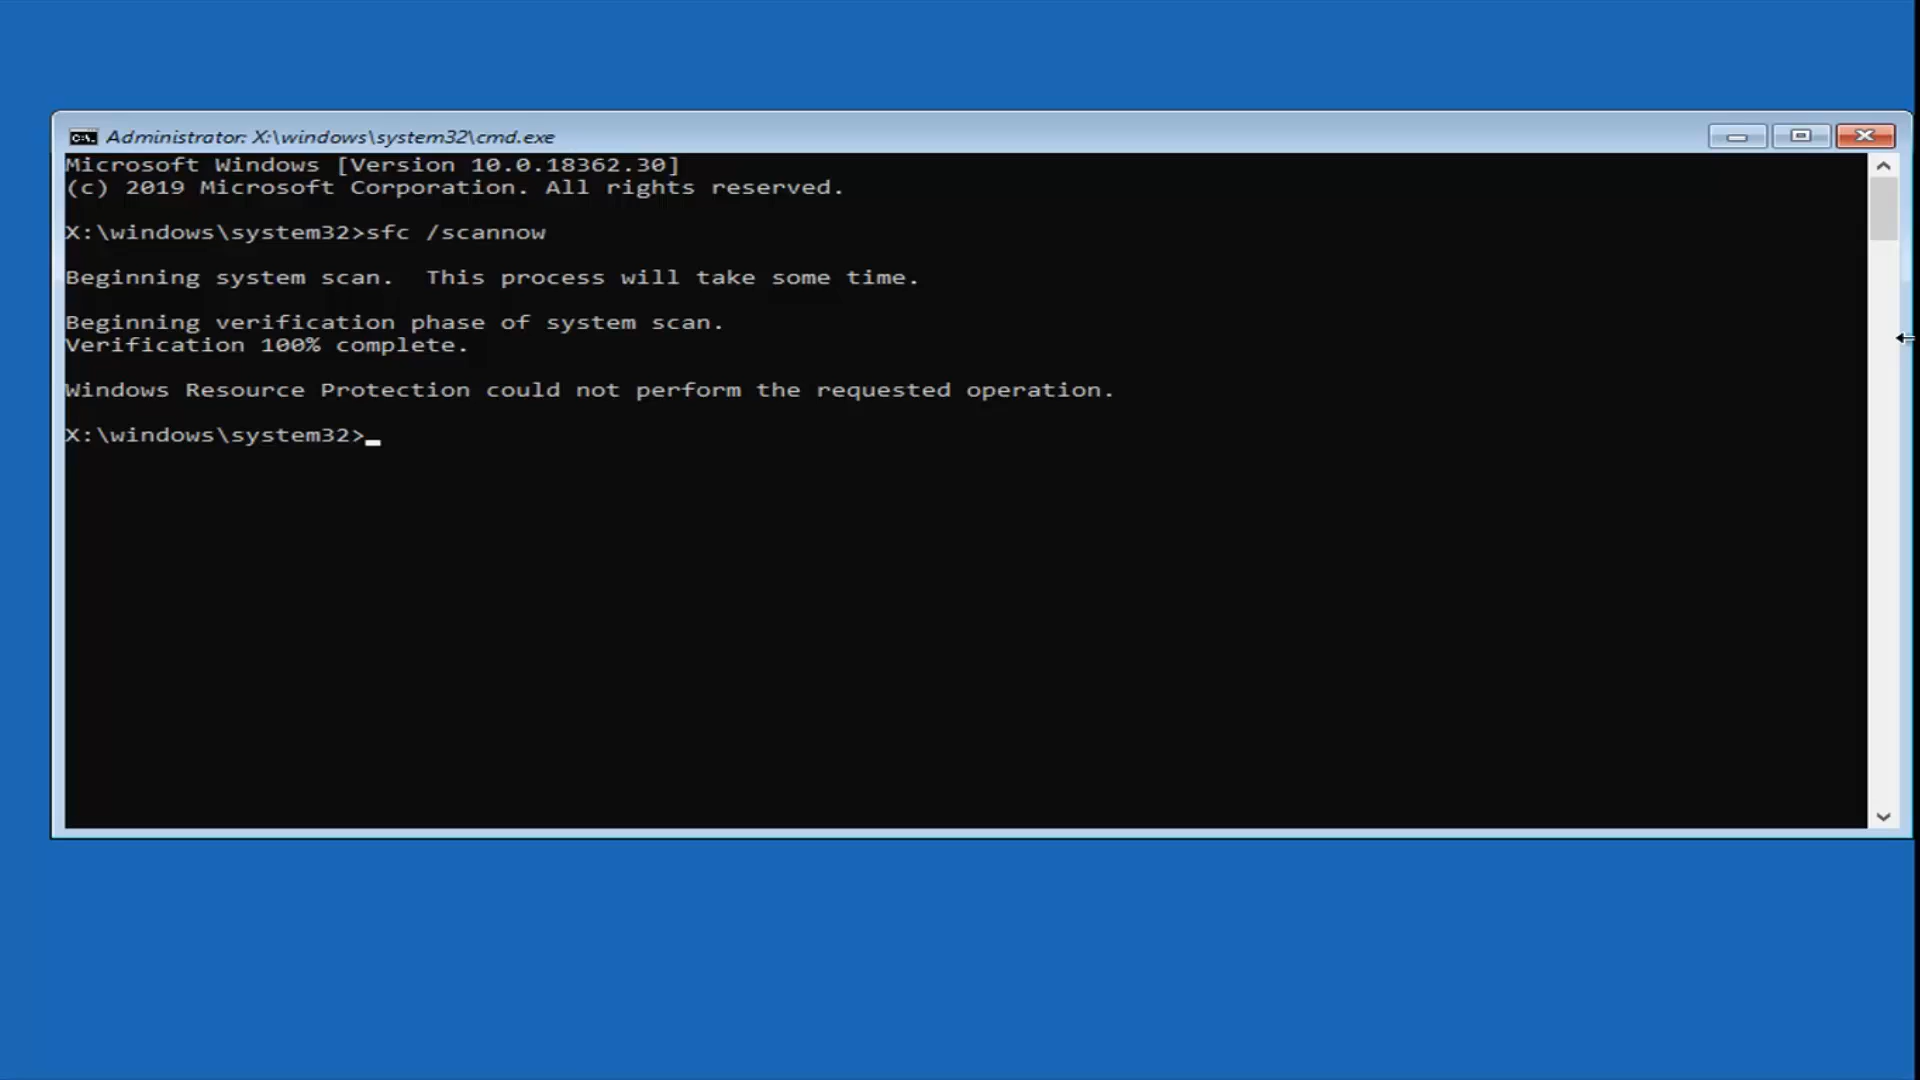 Administrator: X:\windows\system32\cmd.exe
Microsoft Windows [Version 10.0.18362.30]
(c) 2019 Microsoft Corporation. All rights reserved.
X:\windows\system32>sfc /scannow
Beginning system scan.  This process will take some time.
Beginning verification phase of system scan.
Verification 100% complete.
Windows Resource Protection could not perform the requested operation.
X:\windows\system32>_